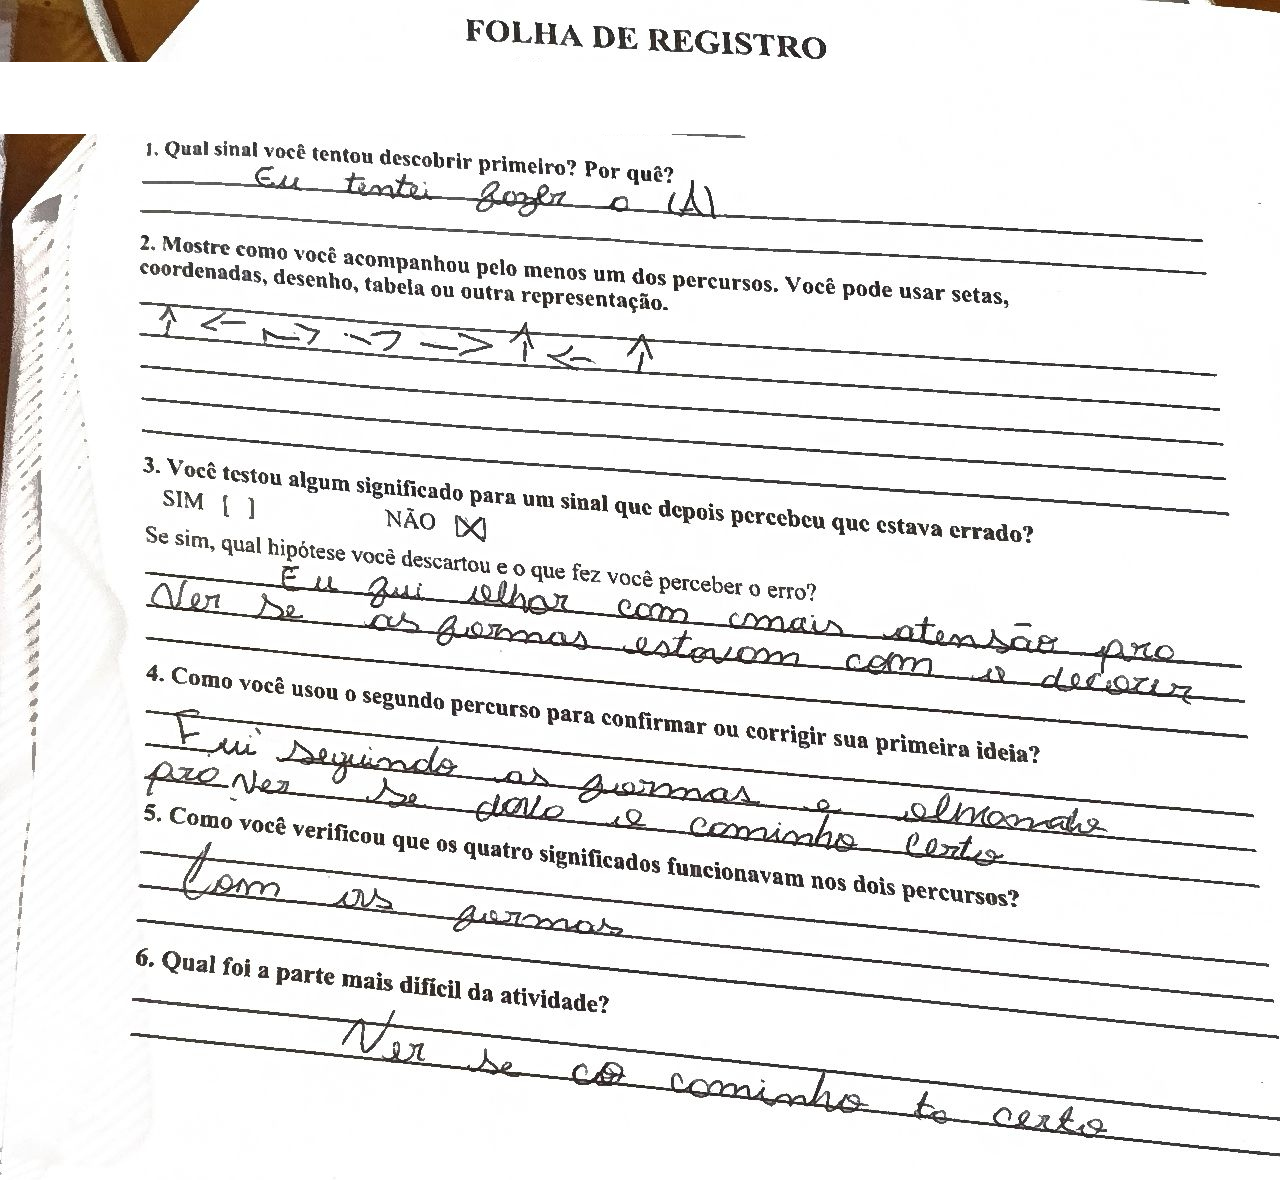 FOLHA DE REGISTRO
1. Qual sinal você tentou descobrir primeiro? Por quê?
Eu tentei fazer o (A)
2. Mostre como você acompanhou pelo menos um dos percursos. Você pode usar setas,
coordenadas, desenho, tabela ou outra representação.
↑ ← → → → ↑ ← ↑
3. Você testou algum significado para um sinal que depois percebeu que estava errado?
SIM [ ] NÃO [X]
Se sim, qual hipótese você descartou e o que fez você perceber o erro?
Eu fui olhar com mais atensão pra
Ver se as formas estavam com o decorer
4. Como você usou o segundo percurso para confirmar ou corrigir sua primeira ideia?
Fui seguindo as formas e
pra Ver se dava o caminho certo
5. Como você verificou que os quatro significados funcionavam nos dois percursos?
Com as formas
6. Qual foi a parte mais difícil da atividade?
Ver se o caminho ta certo